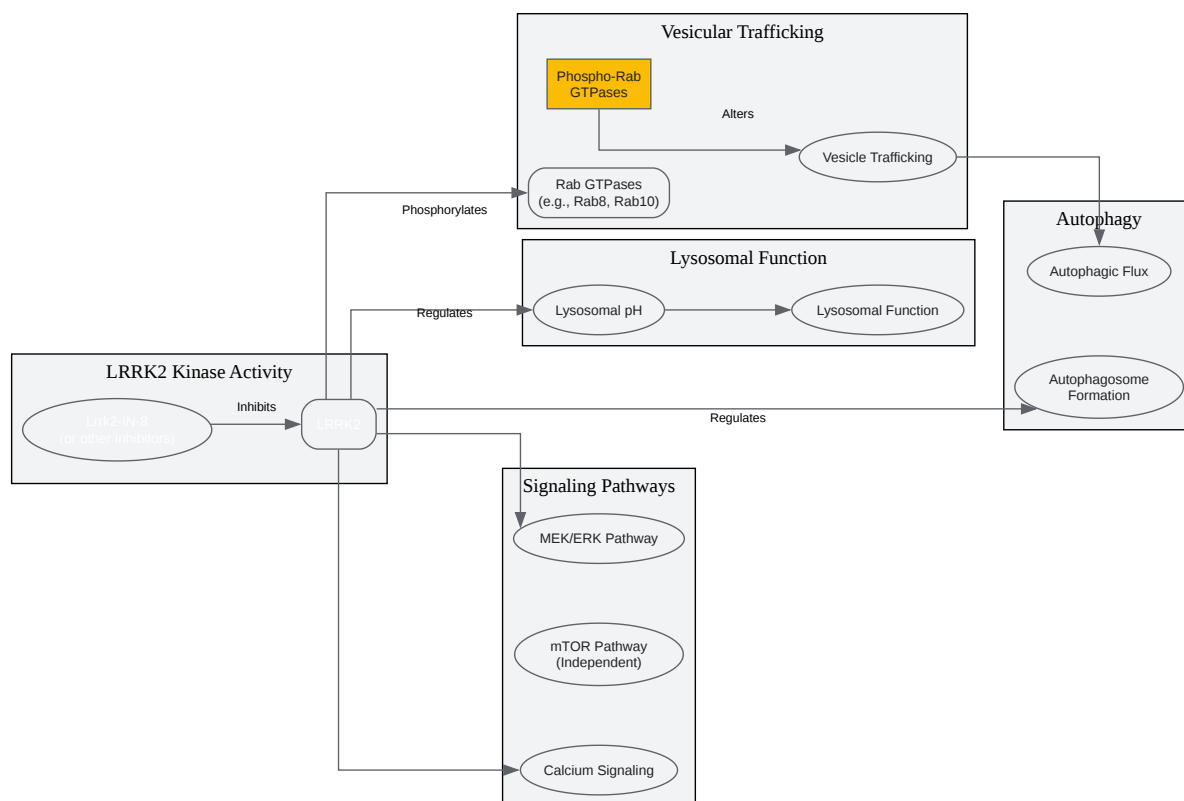 Vesicular Trafficking
Phospho-Rab
GTPases
Alters
Vesicle Trafficking
Rab GTPases
(e.g., Rab8, Rab10)
Phosphorylates
Autophagy
Autophagic Flux
Lysosomal Function
Lysosomal pH
Lysosomal Function
Regulates
LRRK2 Kinase Activity
Lrrk2-IN-8
(or other inhibitors)
Inhibits
LRRK2
Autophagosome
Formation
Regulates
Signaling Pathways
MEK/ERK Pathway
mTOR Pathway
(Independent)
Calcium Signaling